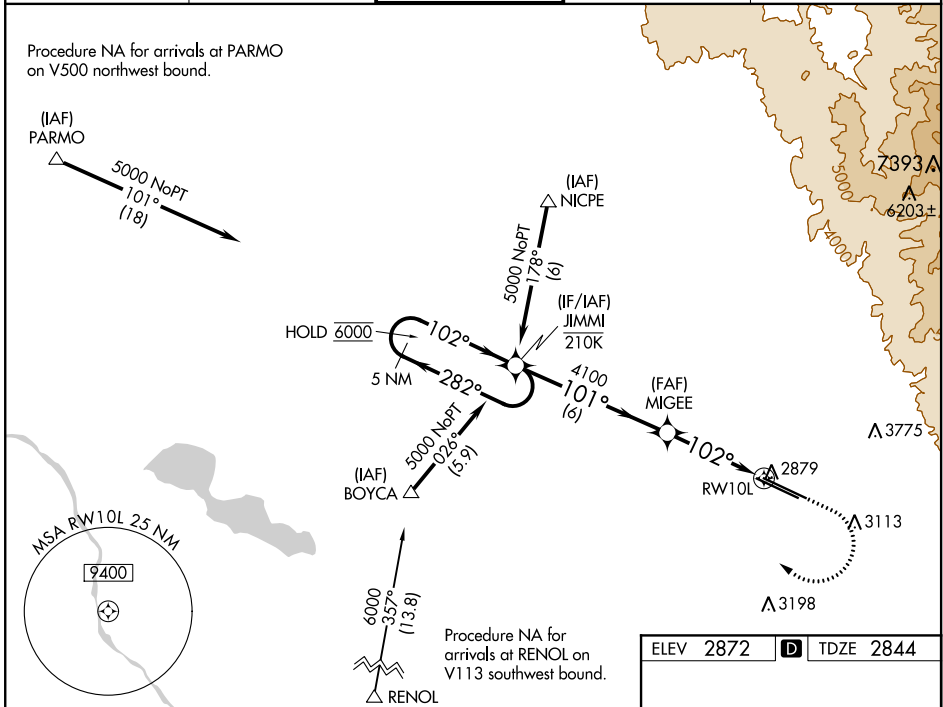 Procedure NA for arrivals at PARMO
on V500 northwest bound.
(IAF)
PARMO
5000 NoPT
101°
(18)
(IAF)
NICPE
5000 NoPT
178°
(6)
7393
6203±
5000
4000
(IF/IAF)
JIMMI
210K
HOLD 6000
102°
5 NM
282°
4100
101°
(6)
(FAF)
MIGEE
102°
3775
5000 NoPT
026°
(5.9)
(IAF)
BOYCA
2879
RW10L
3113
MSA RW10L 25 NM
9400
3198
6000
357°
(13.8)
Procedure NA for
arrivals at RENOL on
V113 southwest bound.
RENOL
ELEV 2872 D TDZE 2844